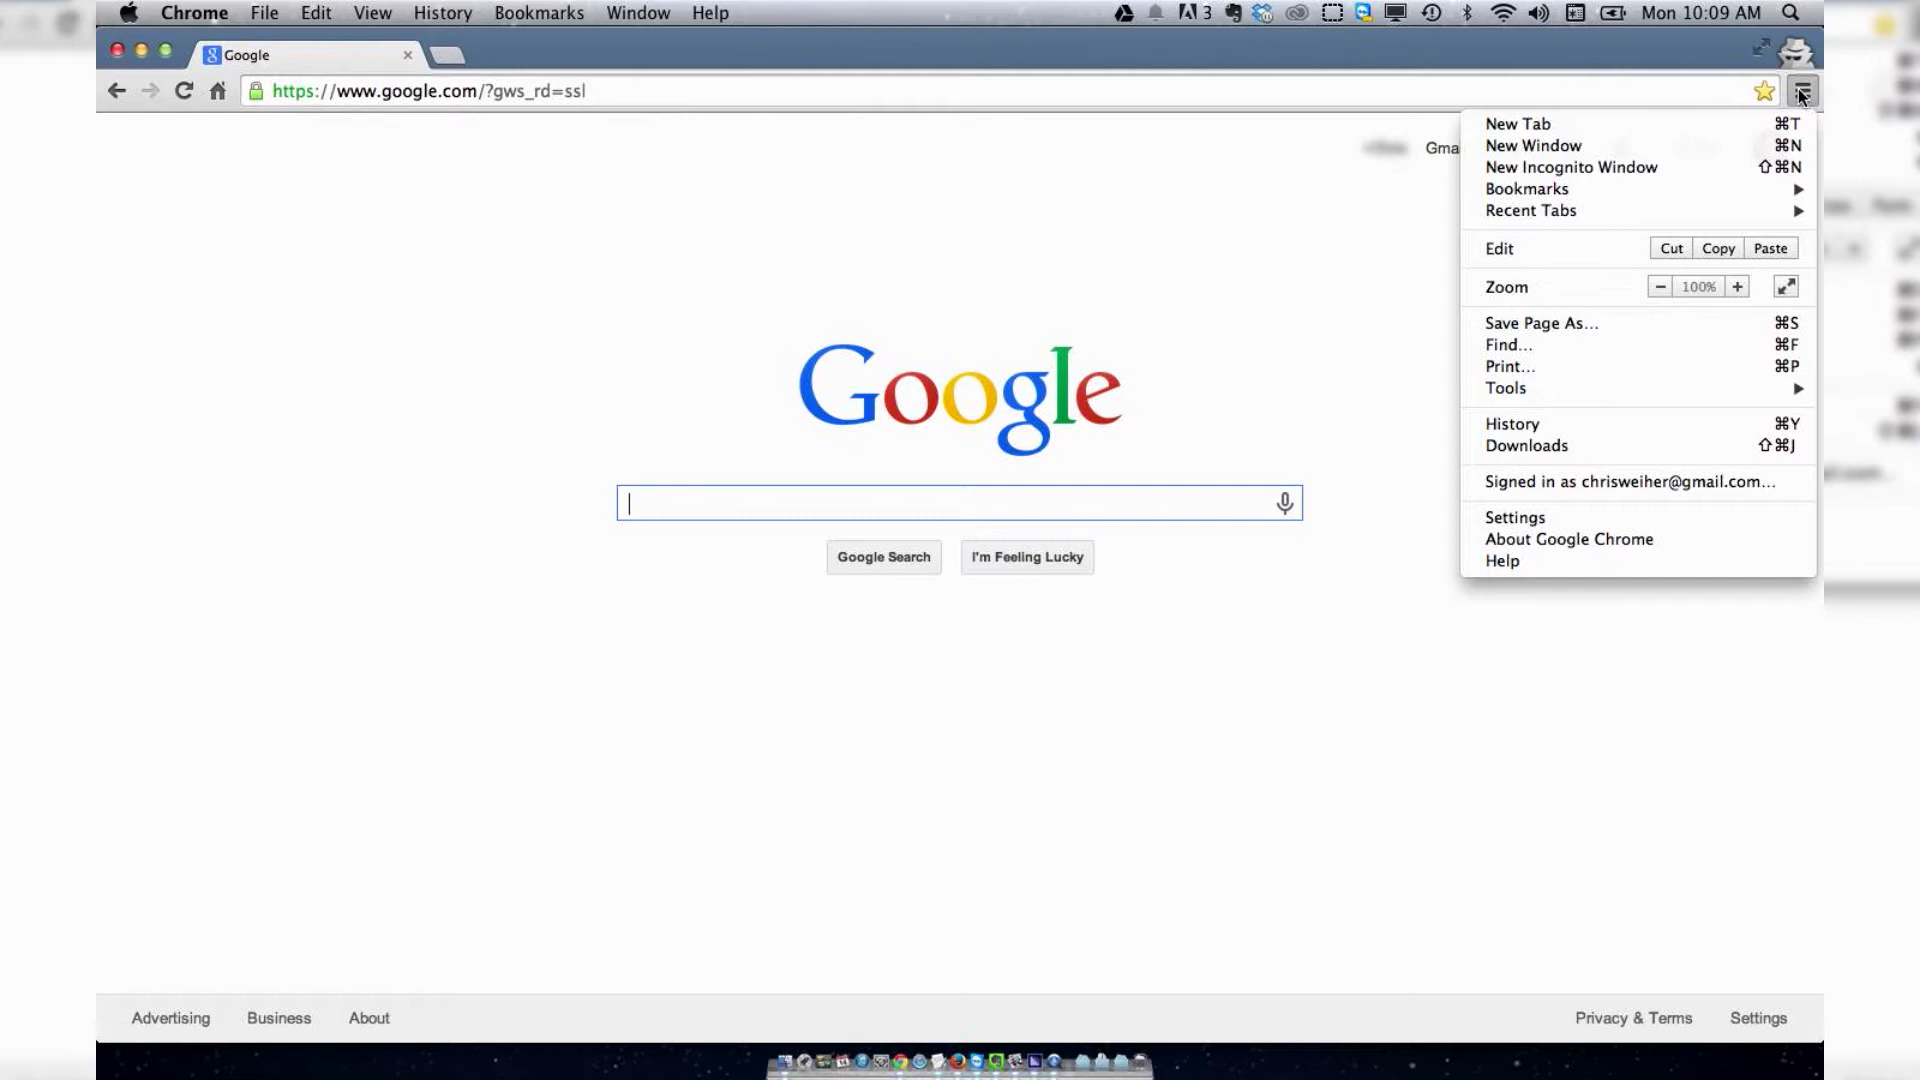 Chrome File Edit View History Bookmarks Window Help 3 Mon 10:09 AM
Google
https://www.google.com/?gws_rd=ssl
Gma
New Tab ⌘T
New Window ⌘N
New Incognito Window ⇧⌘N
Bookmarks
Recent Tabs
Edit Cut Copy Paste
Zoom − 100% +
Save Page As... ⌘S
Find... ⌘F
Print... ⌘P
Tools
History ⌘Y
Downloads ⇧⌘J
Signed in as chrisweiher@gmail.com...
Settings
About Google Chrome
Help
Google
Google Search I'm Feeling Lucky
Advertising Business About Privacy & Terms Settings